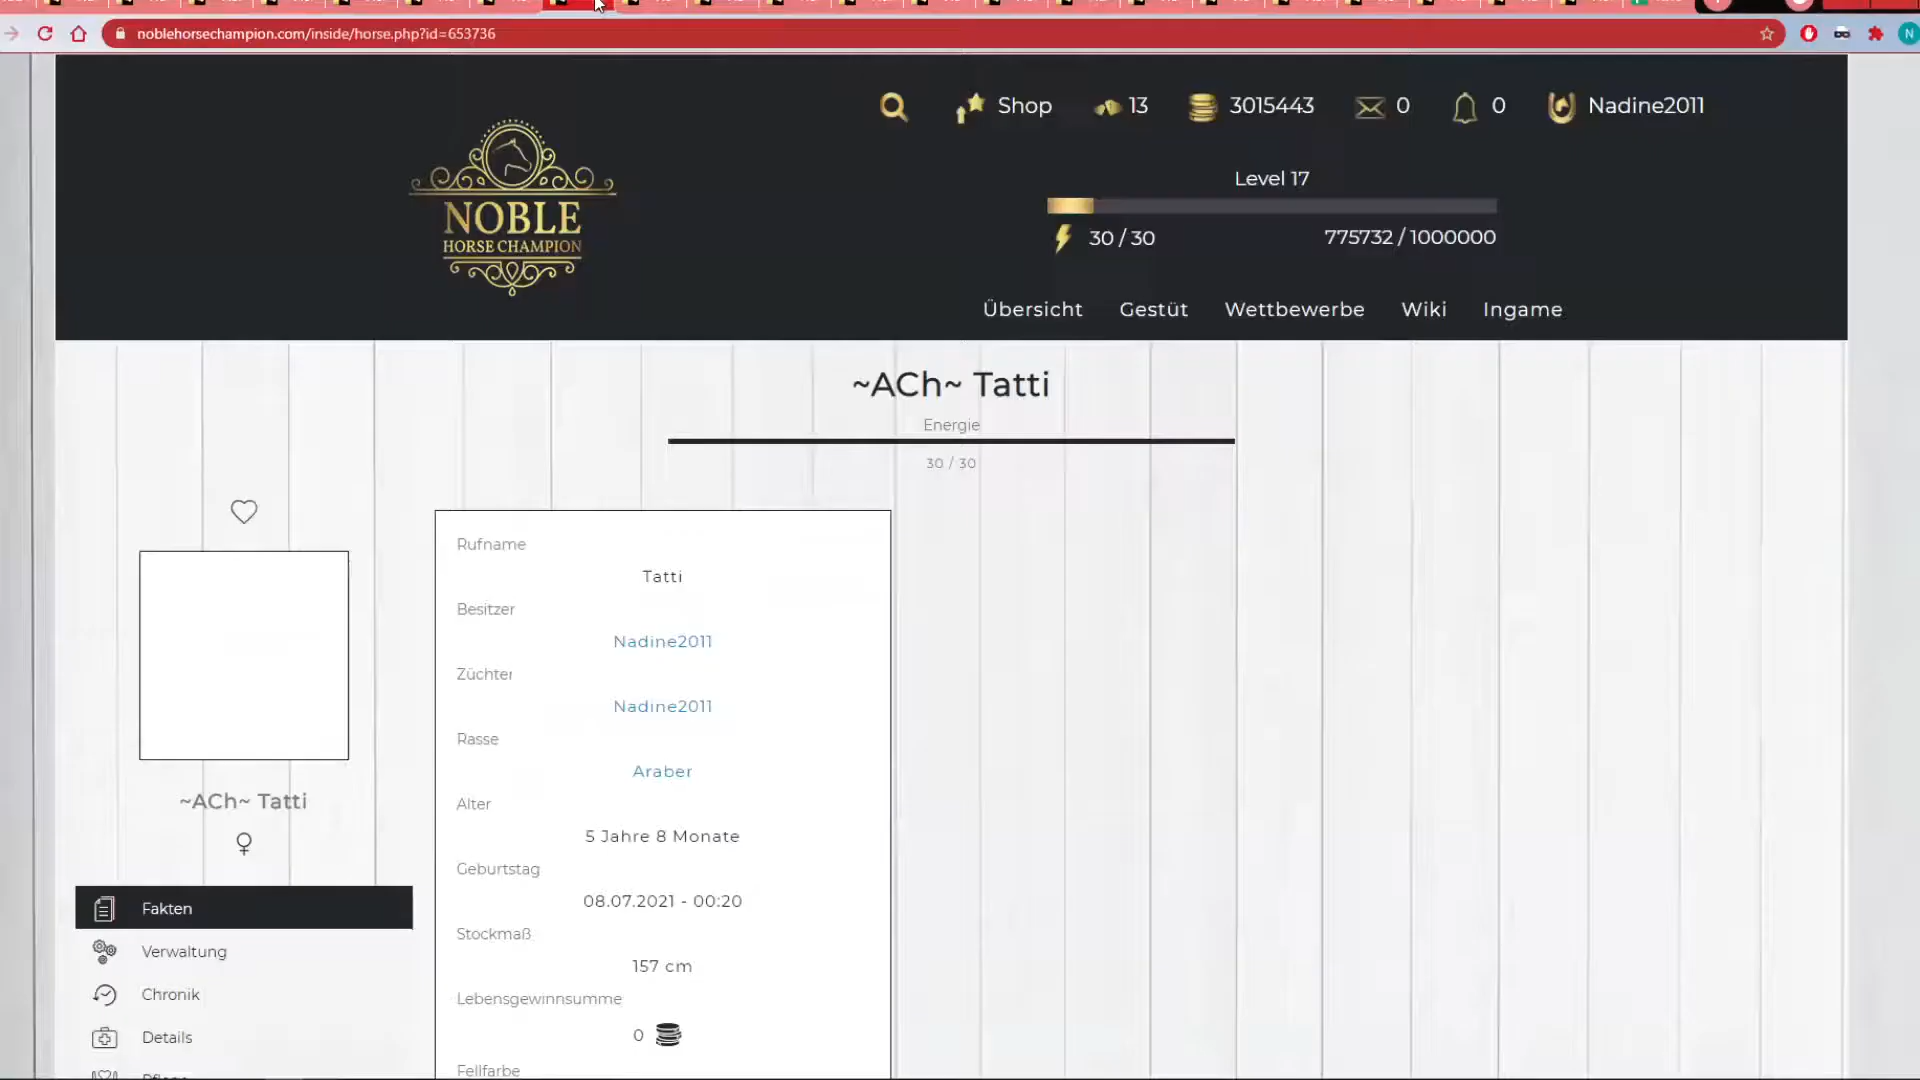 noblehorsechampion.com/inside/horse.php?id=653736
N
Shop 13 3015443 0 0 Nadine2011
NOBLE
HORSE CHAMPION
Level 17
30 / 30 775732 / 1000000
Übersicht Gestüt Wettbewerbe Wiki Ingame
~ACh~ Tatti
Energie
30 / 30
Rufname
Tatti
Besitzer
Nadine2011
Züchter
Nadine2011
Rasse
Araber
Alter
5 Jahre 8 Monate
Geburtstag
08.07.2021 - 00:20
Stockmaß
157 cm
Lebensgewinnsumme
0
Fellfarbe
~ACh~ Tatti
Fakten
Verwaltung
Chronik
Details